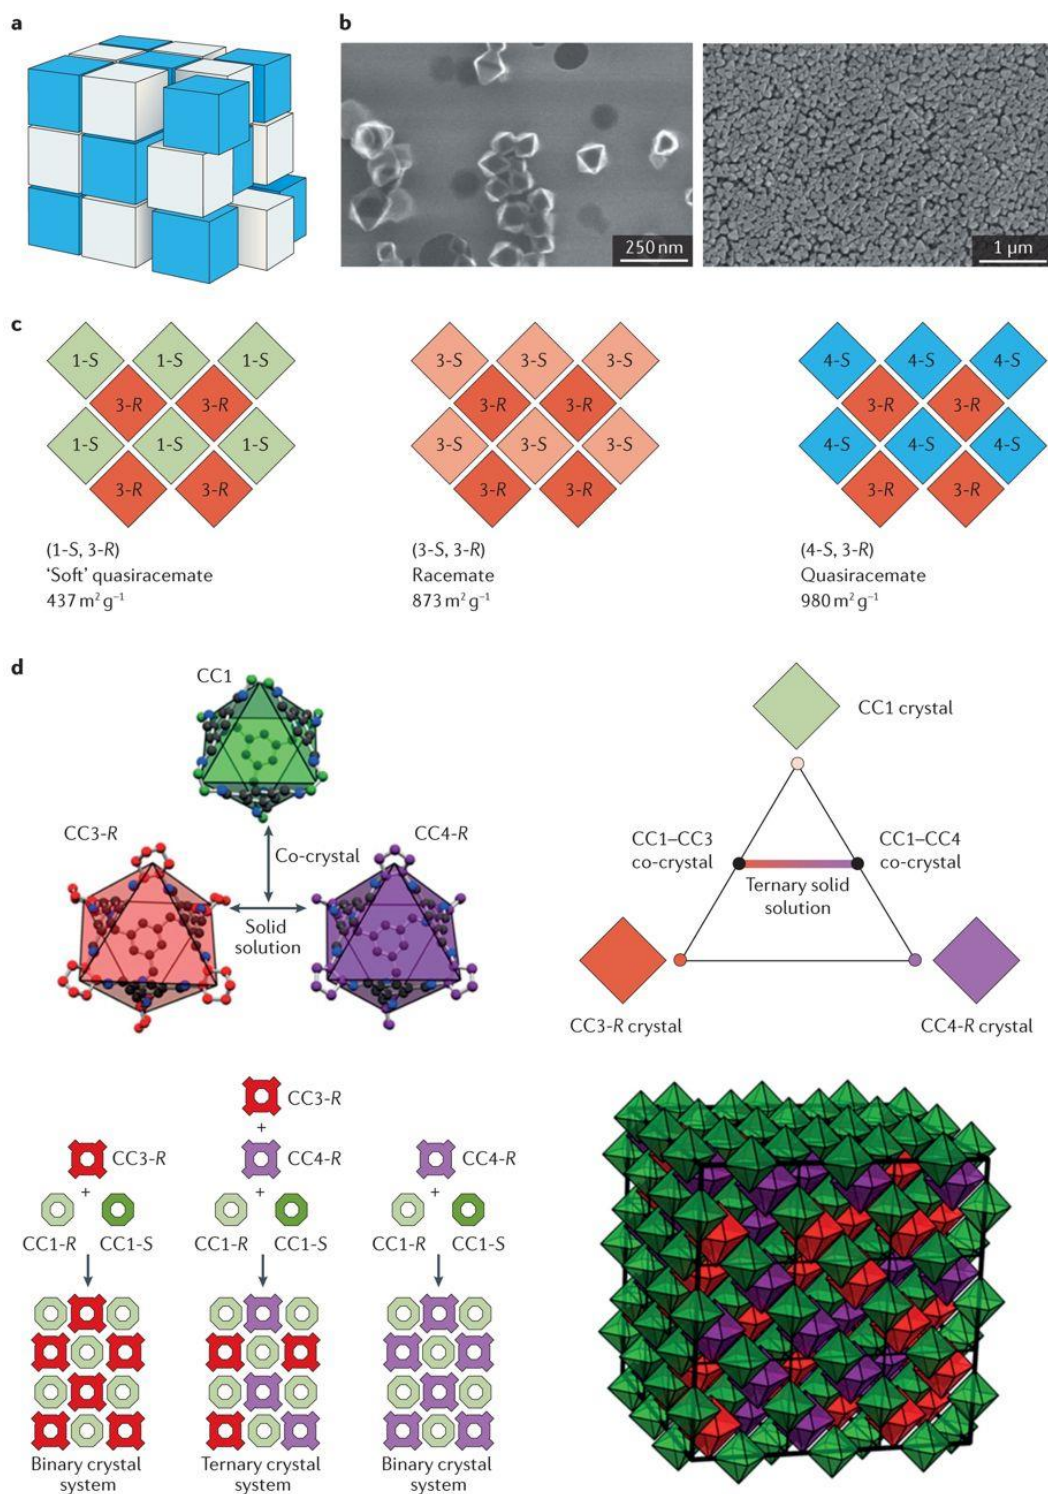 a
b
250 nm
1 µm
c
1-S 1-S 1-S
3-R 3-R
1-S 1-S 1-S
3-R 3-R
(1-S, 3-R)
'Soft' quasiracemate
437 m² g⁻¹
3-S 3-S 3-S
3-R 3-R
3-S 3-S 3-S
3-R 3-R
(3-S, 3-R)
Racemate
873 m² g⁻¹
4-S 4-S 4-S
3-R 3-R
4-S 4-S 4-S
3-R 3-R
(4-S, 3-R)
Quasiracemate
980 m² g⁻¹
d
CC1
CC3-R
CC4-R
Co-crystal
Solid
solution
CC1 crystal
CC1–CC3
co-crystal
CC1–CC4
co-crystal
Ternary solid
solution
CC3-R crystal
CC4-R crystal
CC3-R
+
CC1-R CC1-S
Binary crystal
system
CC3-R
+
CC4-R
+
CC1-R CC1-S
Ternary crystal
system
CC4-R
+
CC1-R CC1-S
Binary crystal
system